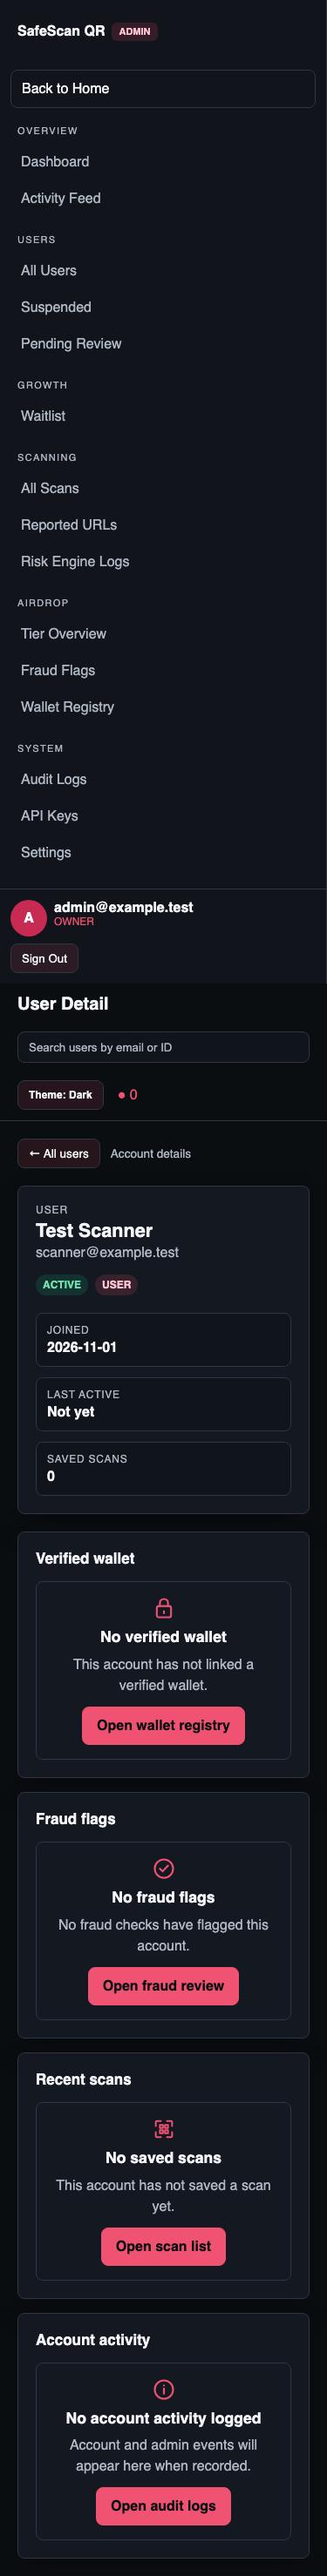 SafeScan QR ADMIN
Back to Home
OVERVIEW
Dashboard
Activity Feed
USERS
All Users
Suspended
Pending Review
GROWTH
Waitlist
SCANNING
All Scans
Reported URLs
Risk Engine Logs
AIRDROP
Tier Overview
Fraud Flags
Wallet Registry
SYSTEM
Audit Logs
API Keys
Settings
A
admin@example.test
OWNER
Sign Out
User Detail
Search users by email or ID
Theme: Dark
0
← All users
Account details
USER
Test Scanner
scanner@example.test
ACTIVE USER
JOINED
2026-11-01
LAST ACTIVE
Not yet
SAVED SCANS
0
Verified wallet
No verified wallet
This account has not linked a
verified wallet.
Open wallet registry
Fraud flags
No fraud flags
No fraud checks have flagged this
account.
Open fraud review
Recent scans
No saved scans
This account has not saved a scan
yet.
Open scan list
Account activity
No account activity logged
Account and admin events will
appear here when recorded.
Open audit logs